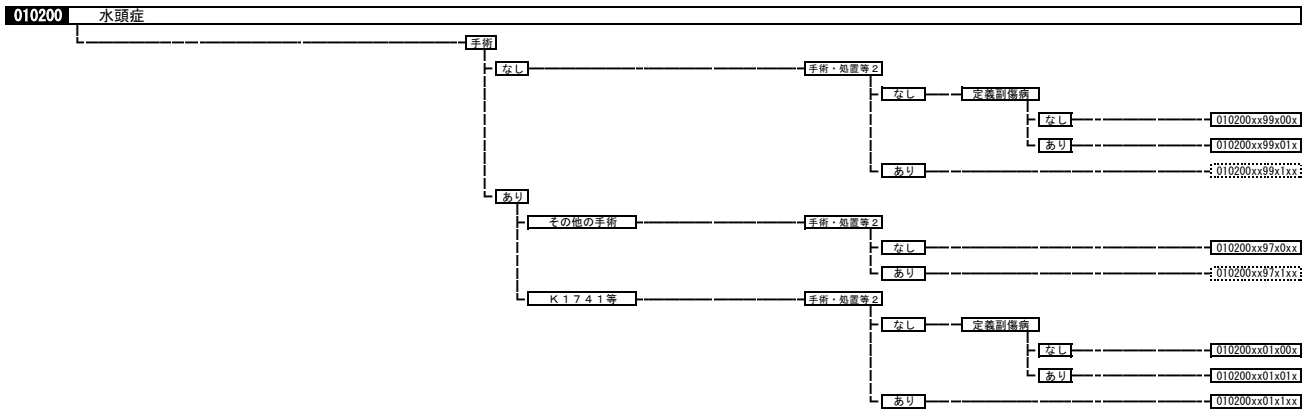 010200 水頭症
手術
なし 手術・処置等2
なし 定義副傷病
なし 010200xx99x00x
あり 010200xx99x01x
あり 010200xx99x1xx
あり
その他の手術 手術・処置等2
なし 010200xx97x0xx
あり 010200xx97x1xx
K1741等 手術・処置等2
なし 定義副傷病
なし 010200xx01x00x
あり 010200xx01x01x
あり 010200xx01x1xx